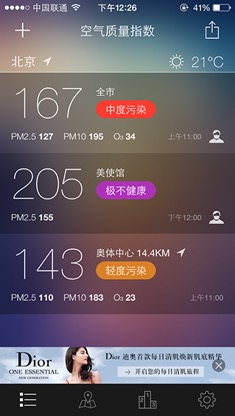 中国联通
下午12:26
41%
空气质量指数
北京
21°C
167
全市
中度污染
PM2.5 127 PM10 195 O₃ 34
上午11:00
205
美使馆
极不健康
PM2.5 155
下午12:00
143
奥体中心 14.4KM
轻度污染
PM2.5 110 PM10 183 O₃ 23
上午11:00
Dior
ONE ESSENTIAL
NEW GENERATION
Dior 迪奥首款每日清肌焕新肌底精华
开启您的每日清肌旅程